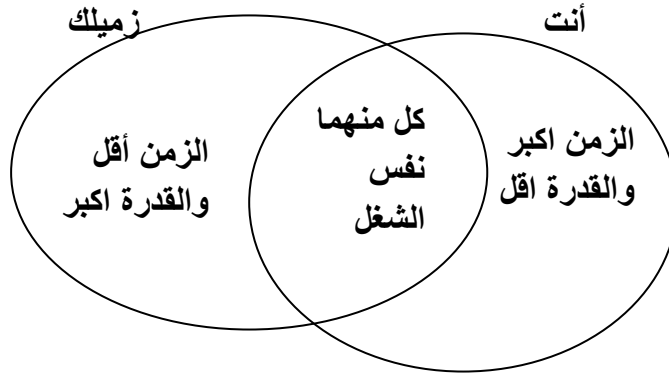 أنت
زميلك
الزمن اكبر
والقدرة اقل
كل منهما
نفس
الشغل
الزمن أقل
والقدرة اكبر